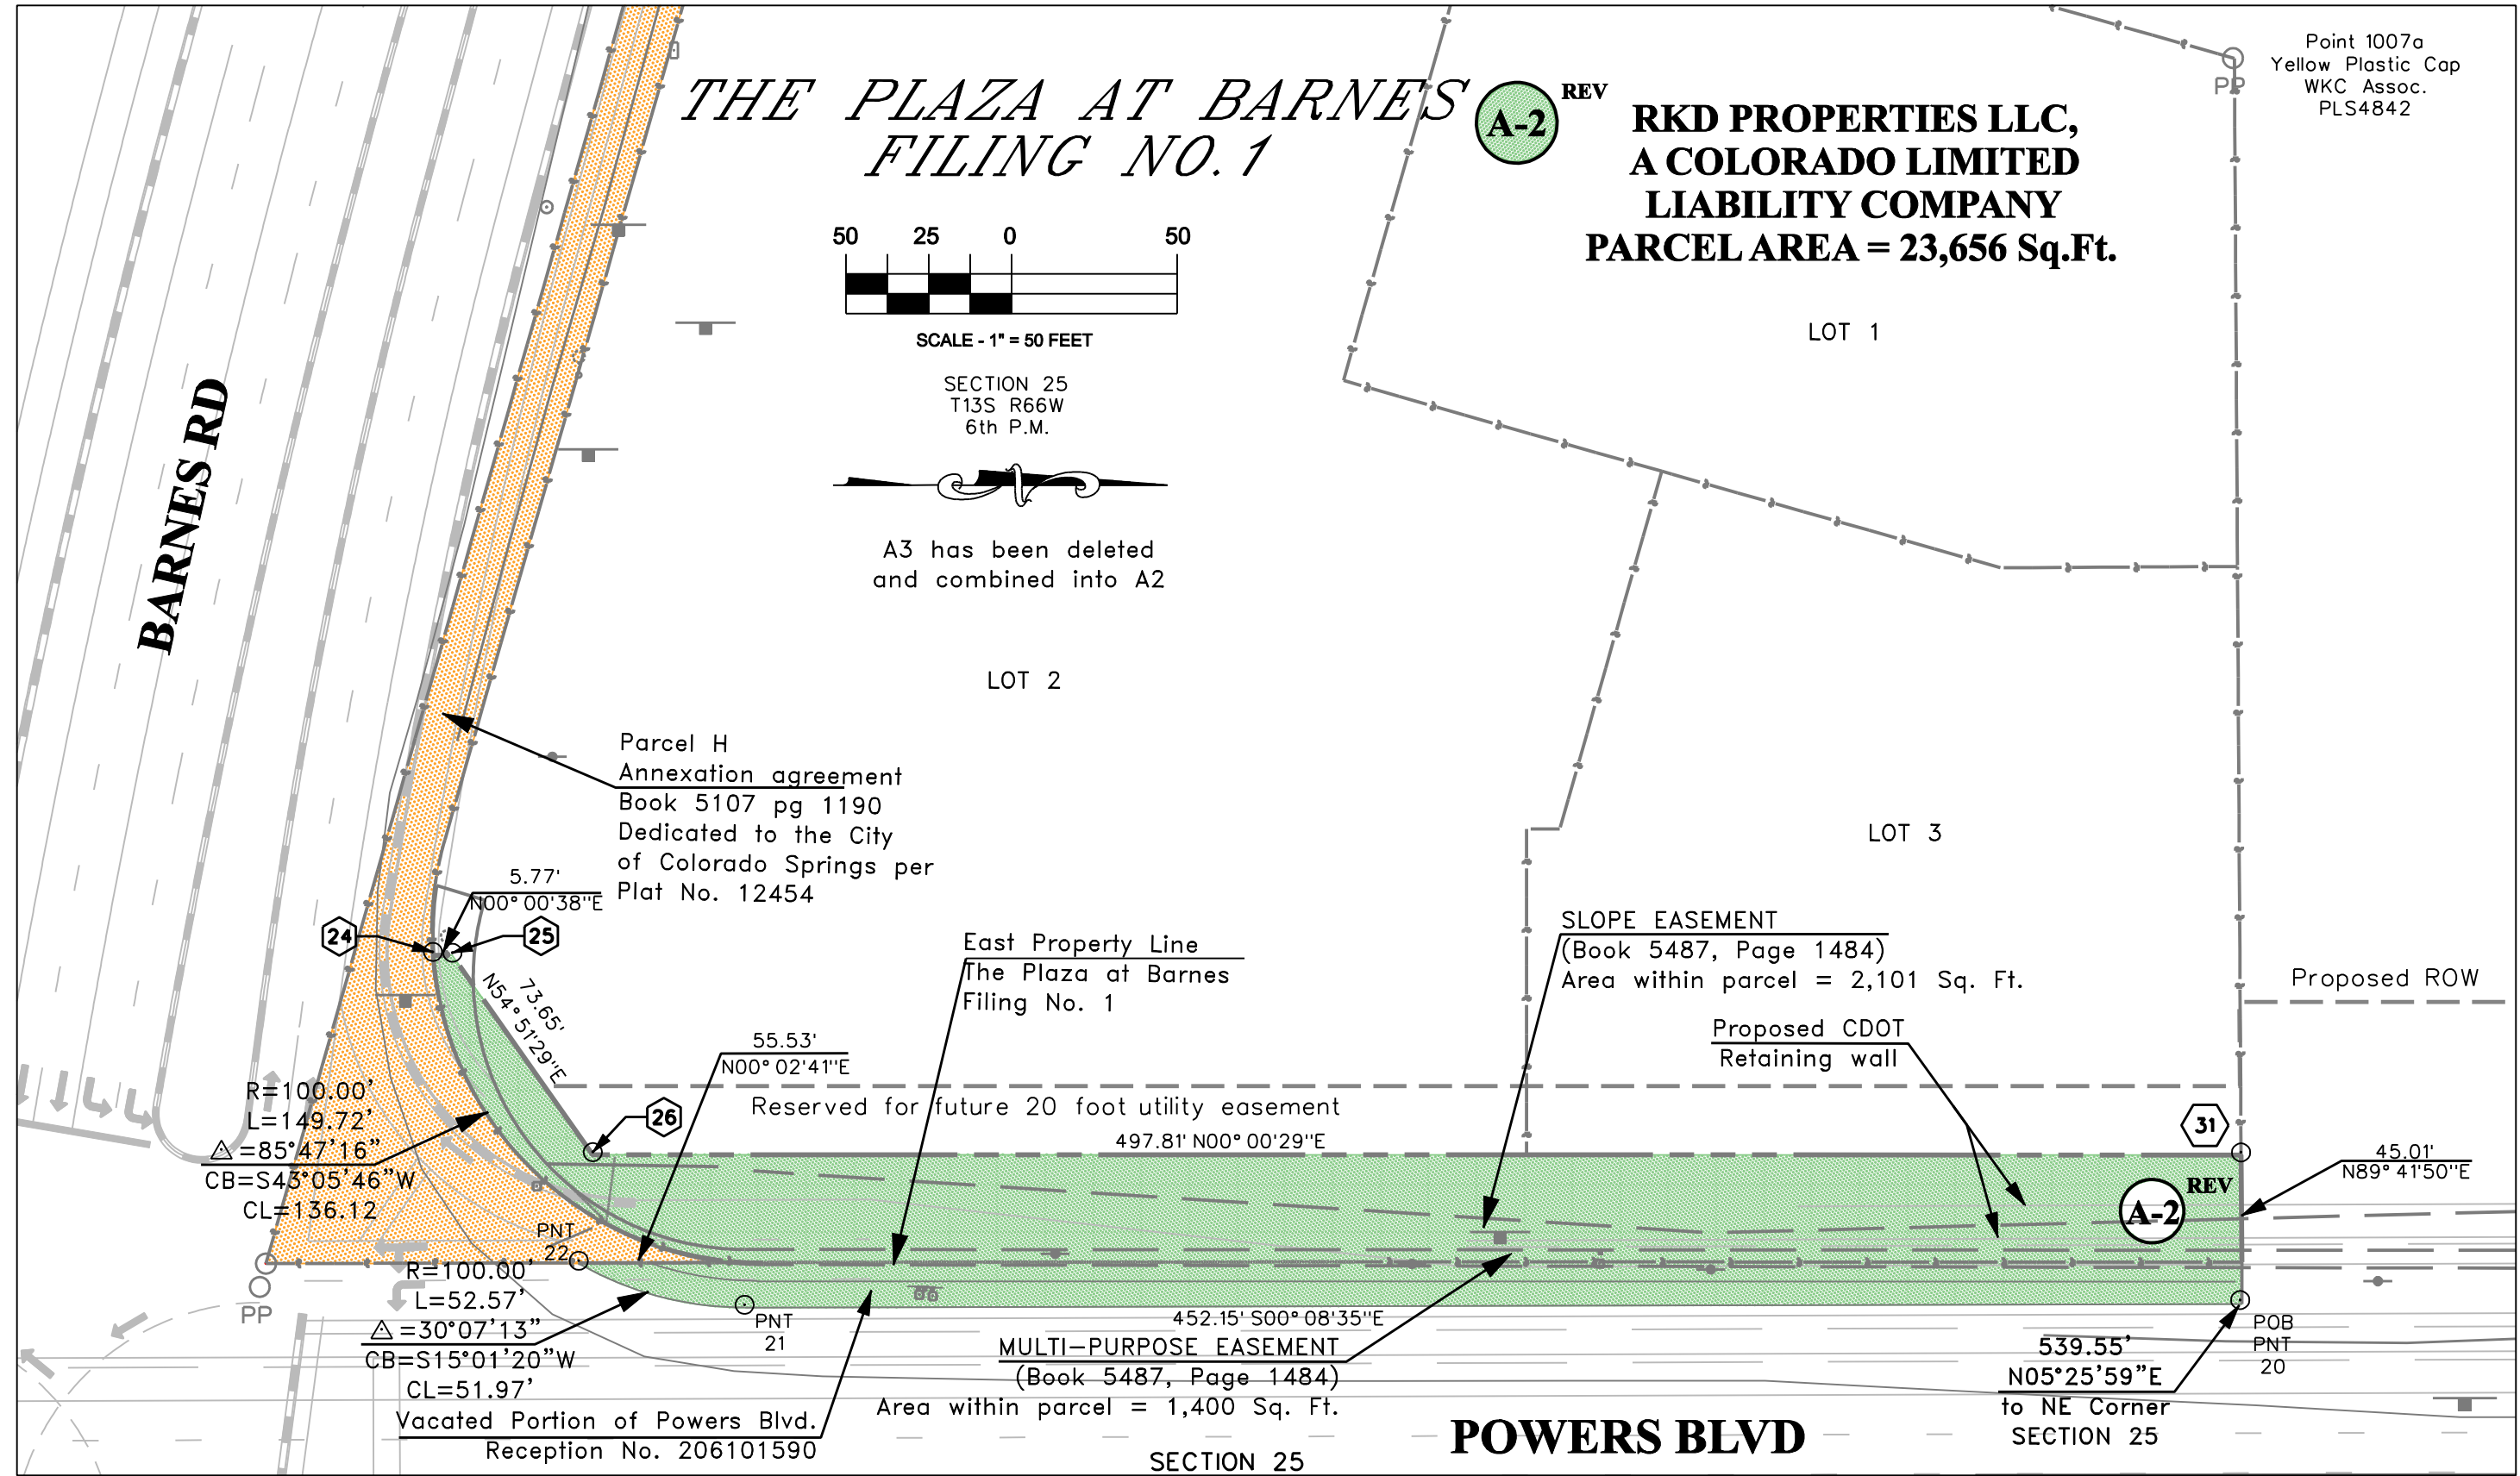 THE PLAZA AT BARNES
FILING NO.1
A-2
REV
RKD PROPERTIES LLC,
A COLORADO LIMITED
LIABILITY COMPANY
PARCEL AREA = 23,656 Sq.Ft.
Point 1007a
Yellow Plastic Cap
WKC Assoc.
PLS4842
PP
50 25 0 50
SCALE - 1" = 50 FEET
SECTION 25
T13S R66W
6th P.M.
A3 has been deleted
and combined into A2
LOT 1
BARNES RD
LOT 2
LOT 3
Parcel H
Annexation agreement
Book 5107 pg 1190
Dedicated to the City
of Colorado Springs per
Plat No. 12454
5.77'
N00°00'38"E
24
25
73.65'
N54°51'29"E
East Property Line
The Plaza at Barnes
Filing No. 1
SLOPE EASEMENT
(Book 5487, Page 1484)
Area within parcel = 2,101 Sq. Ft.
Proposed ROW
Proposed CDOT
Retaining wall
55.53'
N00°02'41"E
R=100.00'
L=149.72'
△=85°47'16"
CB=S43°05'46"W
CL=136.12
26
Reserved for future 20 foot utility easement
497.81' N00°00'29"E
31
45.01'
N89°41'50"E
REV
A-2
PNT
22
PP
R=100.00'
L=52.57'
△=30°07'13"
CB=S15°01'20"W
CL=51.97'
PNT
21
452.15' S00°08'35"E
MULTI-PURPOSE EASEMENT
(Book 5487, Page 1484)
Area within parcel = 1,400 Sq. Ft.
Vacated Portion of Powers Blvd.
Reception No. 206101590
POB
PNT
20
539.55'
N05°25'59"E
to NE Corner
SECTION 25
POWERS BLVD
SECTION 25